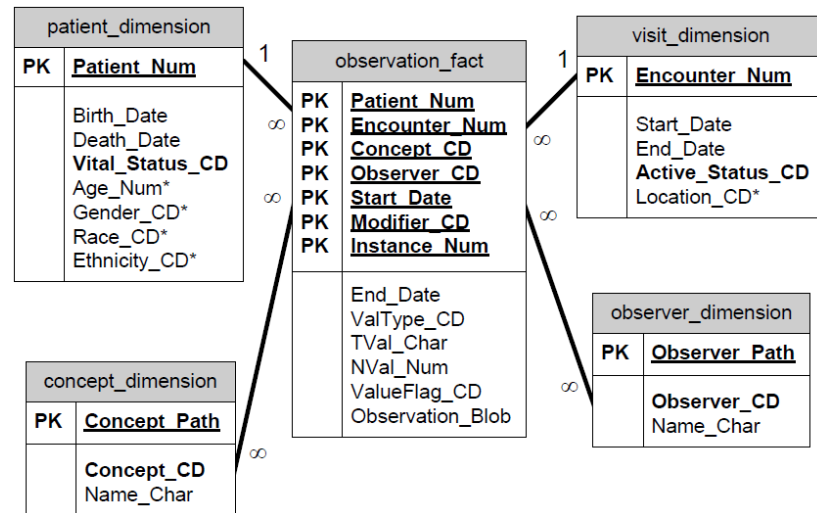 patient_dimension
PK Patient_Num
Birth_Date
Death_Date
Vital_Status_CD
Age_Num*
Gender_CD*
Race_CD*
Ethnicity_CD*
1
∞
∞
observation_fact
PK Patient_Num
PK Encounter_Num
PK Concept_CD
PK Observer_CD
PK Start_Date
PK Modifier_CD
PK Instance_Num
End_Date
ValType_CD
TVal_Char
NVal_Num
ValueFlag_CD
Observation_Blob
1
∞
∞
visit_dimension
PK Encounter_Num
Start_Date
End_Date
Active_Status_CD
Location_CD*
concept_dimension
PK Concept_Path
Concept_CD
Name_Char
∞
∞
observer_dimension
PK Observer_Path
Observer_CD
Name_Char